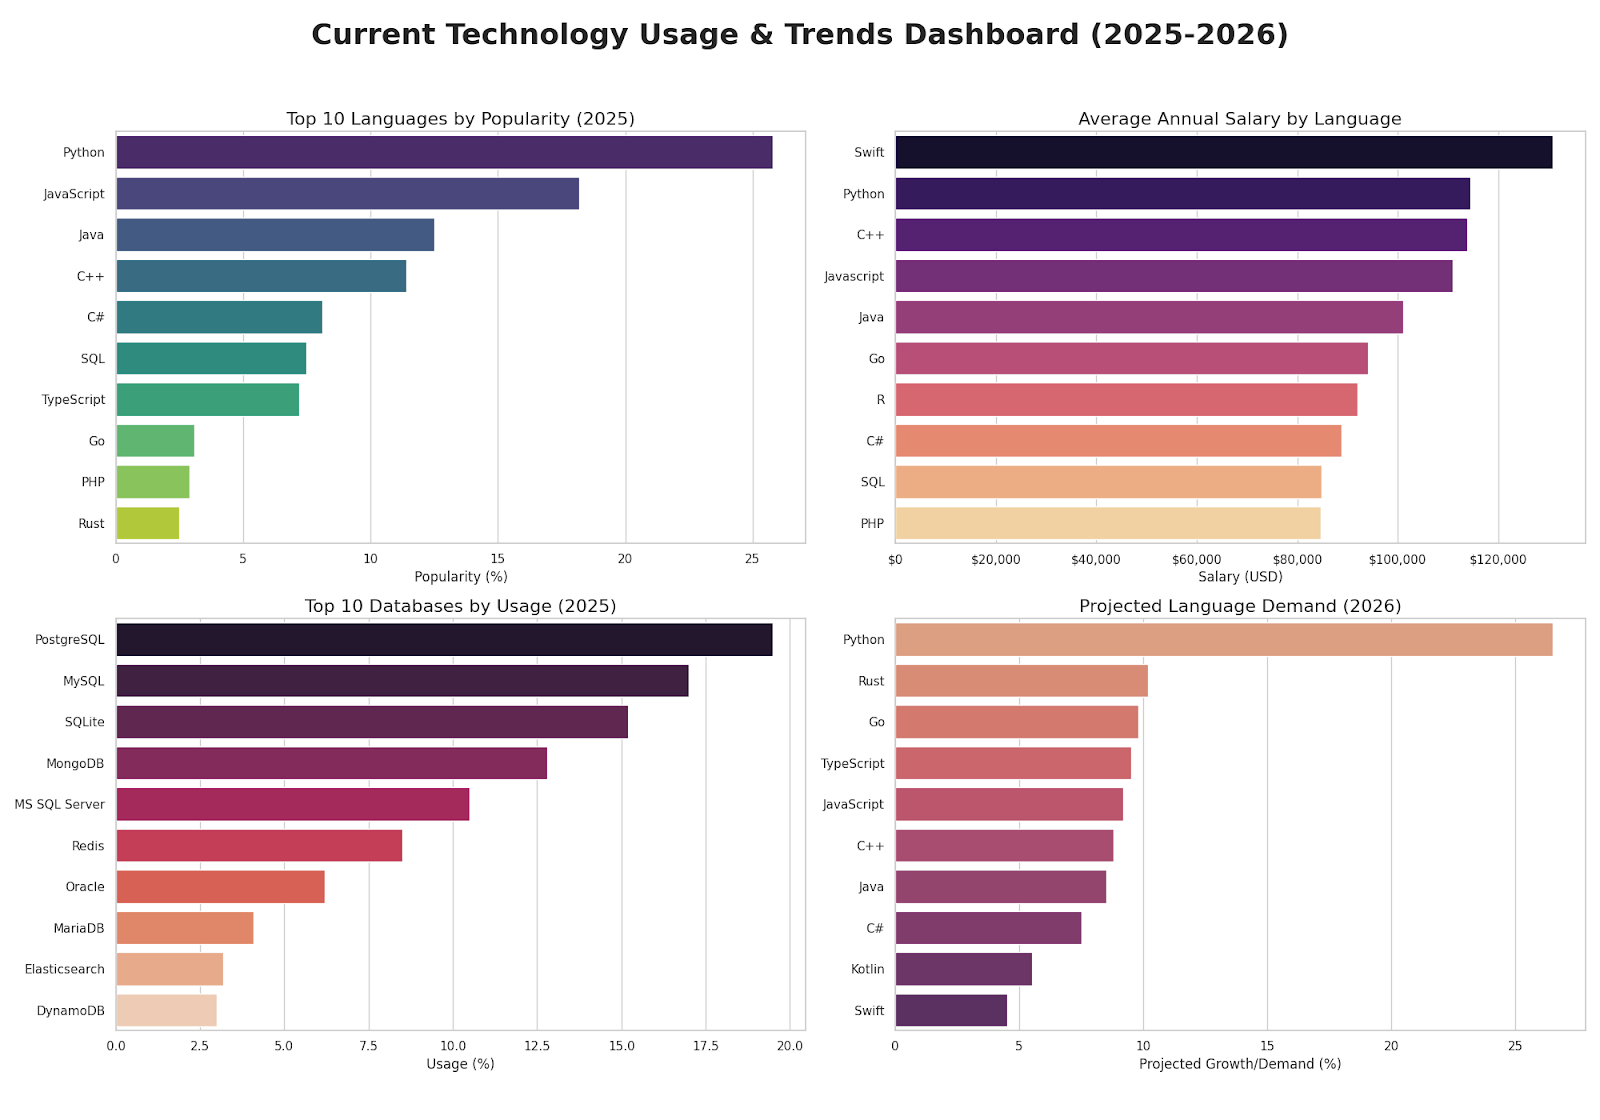 Current Technology Usage & Trends Dashboard (2025-2026)
Top 10 Languages by Popularity (2025)
Python
JavaScript
Java
C++
C#
SQL
TypeScript
Go
PHP
Rust
0 5 10 15 20 25
Popularity (%)
Average Annual Salary by Language
Swift
Python
C++
Javascript
Java
Go
R
C#
SQL
PHP
$0 $20,000 $40,000 $60,000 $80,000 $100,000 $120,000
Salary (USD)
Top 10 Databases by Usage (2025)
PostgreSQL
MySQL
SQLite
MongoDB
MS SQL Server
Redis
Oracle
MariaDB
Elasticsearch
DynamoDB
0.0 2.5 5.0 7.5 10.0 12.5 15.0 17.5 20.0
Usage (%)
Projected Language Demand (2026)
Python
Rust
Go
TypeScript
JavaScript
C++
Java
C#
Kotlin
Swift
0 5 10 15 20 25
Projected Growth/Demand (%)